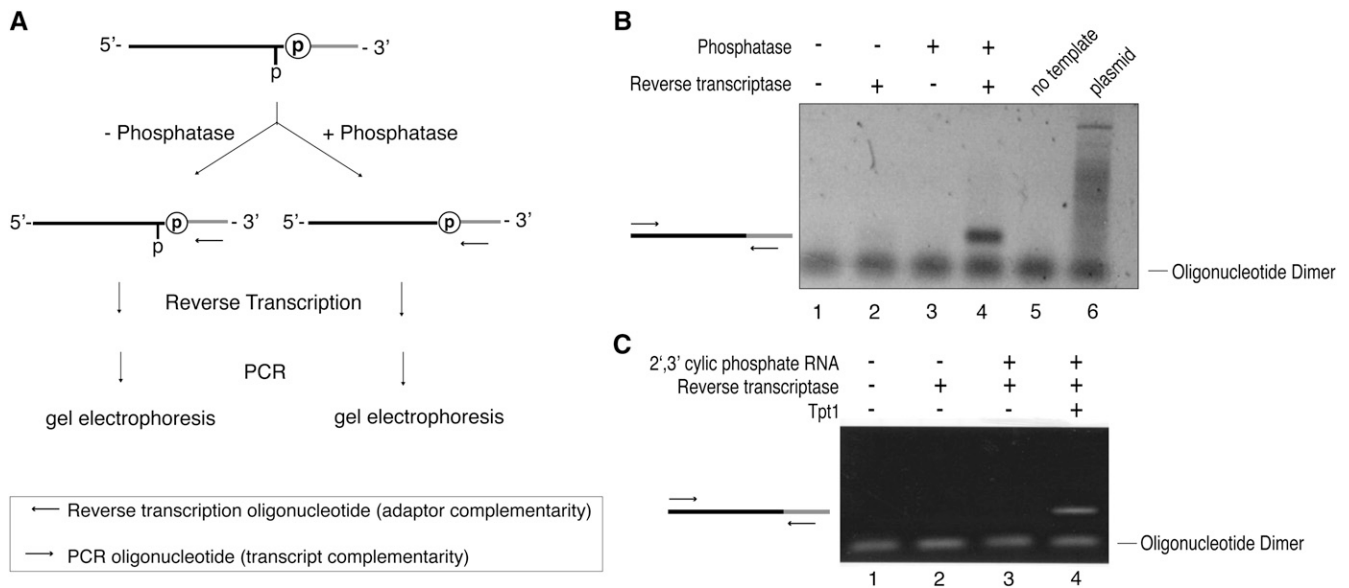 A
5'-
p
- 3'
p
- Phosphatase
+ Phosphatase
5'-
p
- 3'
p
5'-
p
- 3'
Reverse Transcription
PCR
gel electrophoresis
gel electrophoresis
← Reverse transcription oligonucleotide (adaptor complementarity)
→ PCR oligonucleotide (transcript complementarity)
B
Phosphatase - - + +
Reverse transcriptase - + - +
no template
plasmid
Oligonucleotide Dimer
1 2 3 4 5 6
C
2',3' cylic phosphate RNA - - + +
Reverse transcriptase - + + +
Tpt1 - - - +
Oligonucleotide Dimer
1 2 3 4